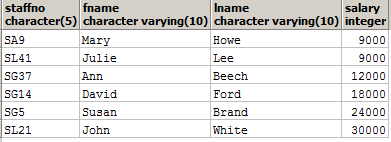 staffno fname lname salary
character(5) character varying(10) character varying(10) integer
SA9 Mary Howe 9000
SL41 Julie Lee 9000
SG37 Ann Beech 12000
SG14 David Ford 18000
SG5 Susan Brand 24000
SL21 John White 30000